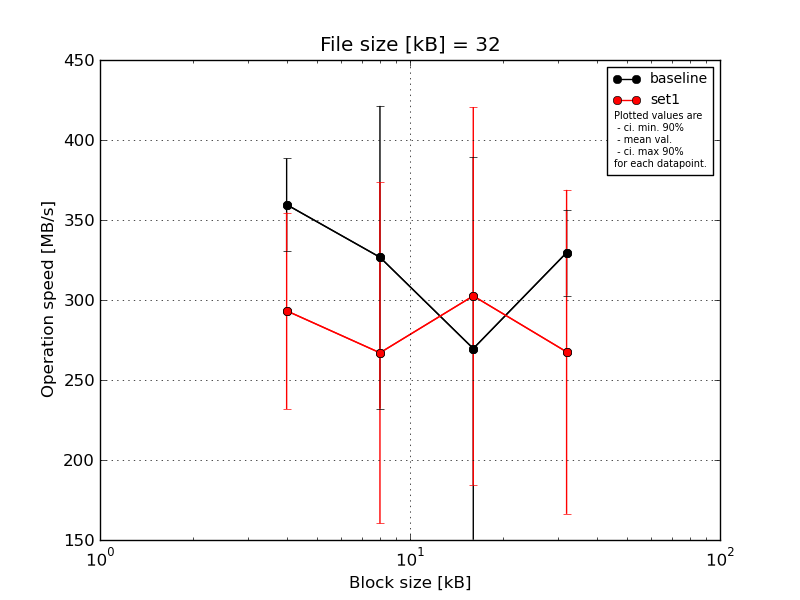 File size [kB] = 32
450
400
350
300
250
200
150
10^0
10^1
10^2
Operation speed [MB/s]
Block size [kB]
baseline
set1
Plotted values are
- ci. min. 90%
- mean val.
- ci. max 90%
for each datapoint.